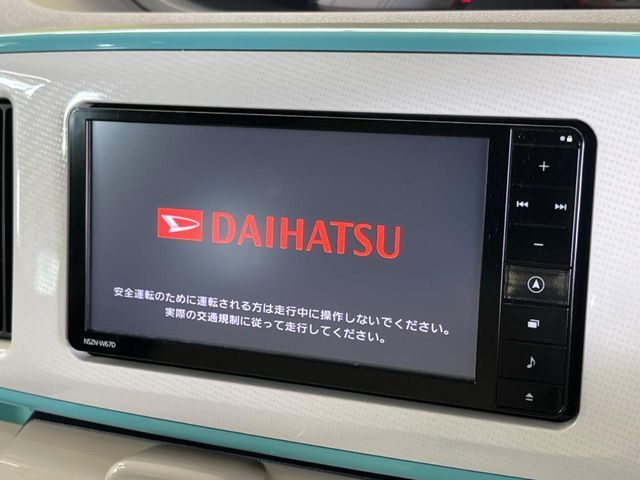 DAIHATSU
安全運転のために運転される方は走行中に操作しないでください。
実際の交通規制に従って走行してください。
NSZN-W67D